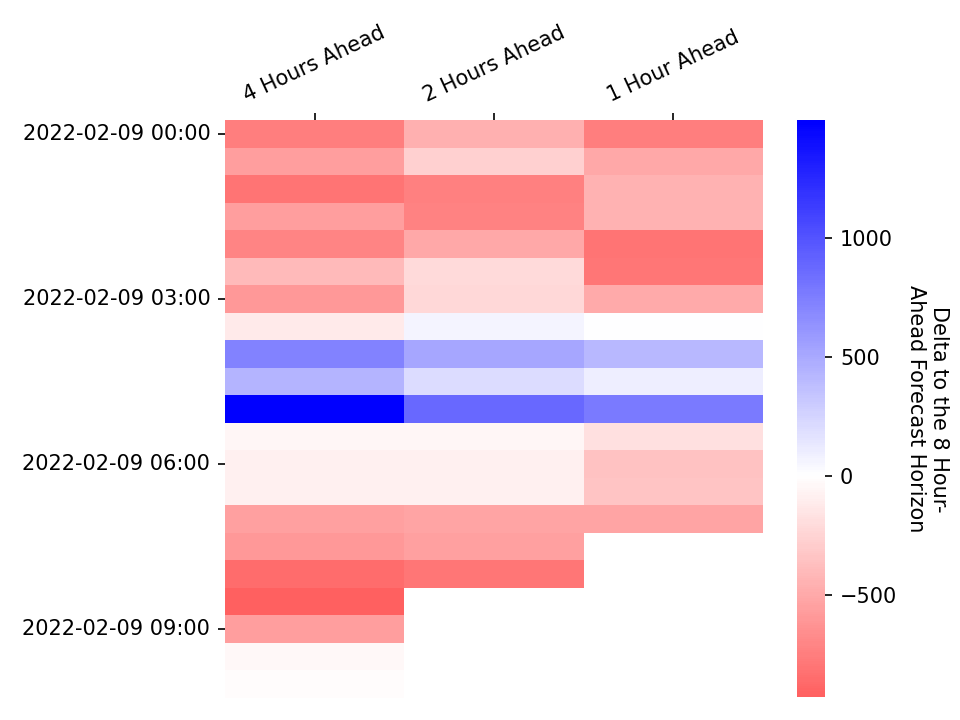 4 Hours Ahead
2 Hours Ahead
1 Hour Ahead
2022-02-09 00:00
2022-02-09 03:00
2022-02-09 06:00
2022-02-09 09:00
1000
500
0
−500
Delta to the 8 Hour-
Ahead Forecast Horizon